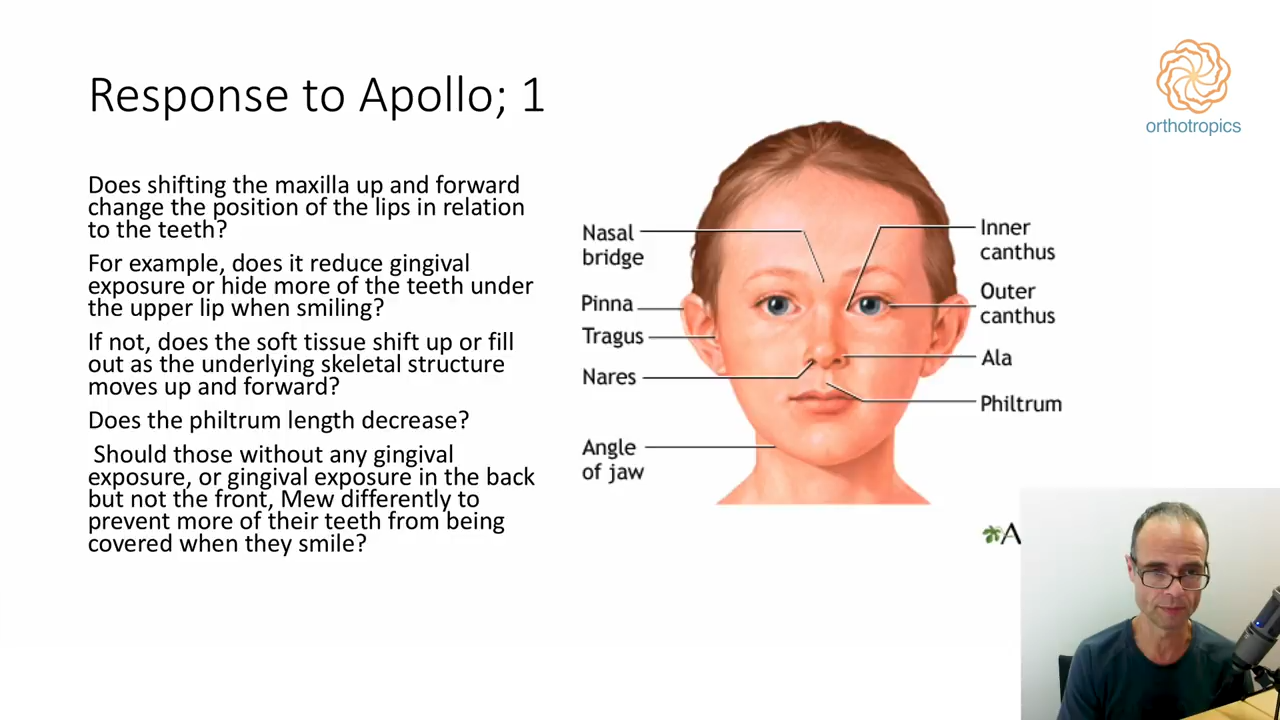 Response to Apollo; 1
orthotropics
Does shifting the maxilla up and forward
change the position of the lips in relation
to the teeth?
For example, does it reduce gingival
exposure or hide more of the teeth under
the upper lip when smiling?
If not, does the soft tissue shift up or fill
out as the underlying skeletal structure
moves up and forward?
Does the philtrum length decrease?
Should those without any gingival
exposure, or gingival exposure in the back
but not the front, Mew differently to
prevent more of their teeth from being
covered when they smile?
Nasal
bridge
Pinna
Tragus
Nares
Angle
of jaw
Inner
canthus
Outer
canthus
Ala
Philtrum
A